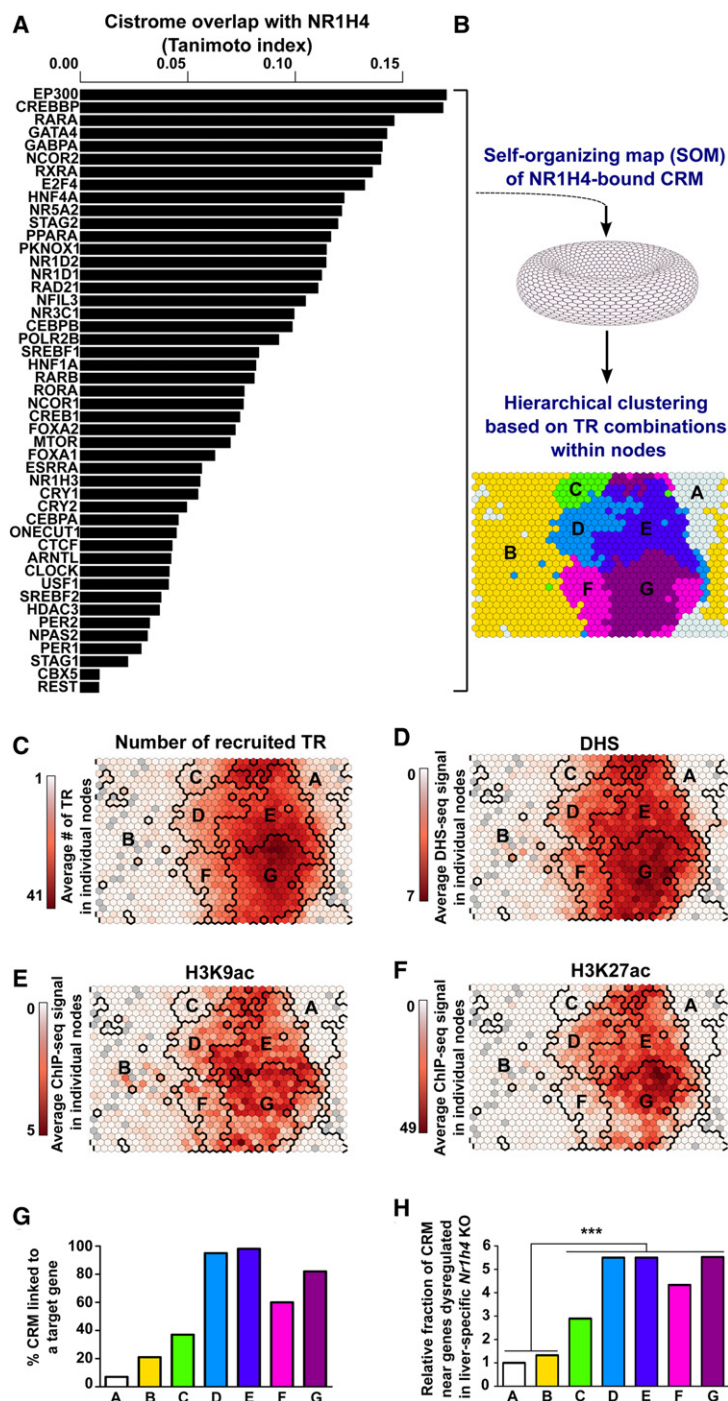 A
Cistrome overlap with NR1H4
(Tanimoto index)
0.00 0.05 0.10 0.15
EP300
CREBBP
RARA
GATA4
GABPA
NCOR2
RXRA
E2F4
HNF4A
NR5A2
STAG2
PPARA
PKNOX1
NR1D2
NR1D1
RAD21
NFIL3
NR3C1
CEBPB
POLR2B
SREBF1
HNF1A
RARB
RORA
NCOR1
CREB1
FOXA2
MTOR
FOXA1
ESRRA
NR1H3
CRY1
CRY2
CEBPA
ONECUT1
CTCF
ARNTL
CLOCK
USF1
SREBF2
HDAC3
PER2
NPAS2
PER1
STAG1
CBX5
REST
B
Self-organizing map (SOM)
of NR1H4-bound CRM
Hierarchical clustering
based on TR combinations
within nodes
C
A
D
E
B
F
G
C
Number of recruited TR
1
41
Average # of TR
in individual nodes
C
A
D
E
B
F
G
D
DHS
0
7
Average DHS-seq signal
in individual nodes
C
A
D
E
B
F
G
E
H3K9ac
0
5
Average ChIP-seq signal
in individual nodes
C
A
D
E
B
F
G
F
H3K27ac
0
49
Average ChIP-seq signal
in individual nodes
C
A
D
E
B
F
G
G
% CRM linked to
a target gene
100
80
60
40
20
0
A B C D E F G
H
Relative fraction of CRM
near genes dysregulated
in liver-specific Nr1h4 KO
***
6
5
4
3
2
1
0
A B C D E F G